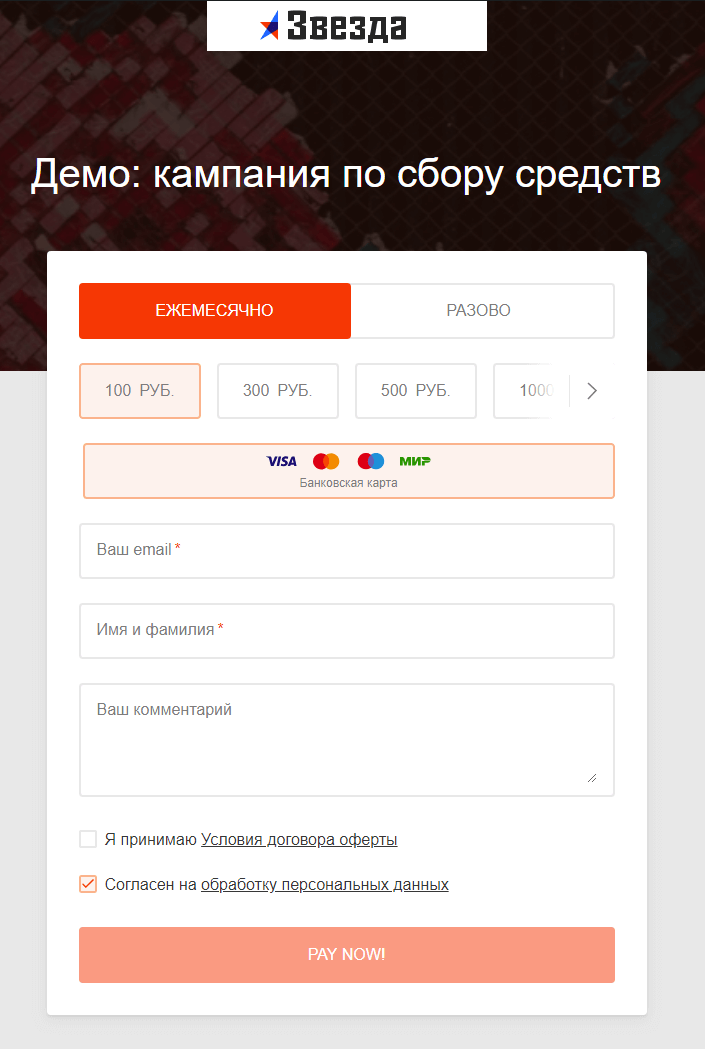 Звезда
Демо: кампания по сбору средств
ЕЖЕМЕСЯЧНО РАЗОВО
100 РУБ. 300 РУБ. 500 РУБ. 1000
VISA МИР
Банковская карта
Ваш email*
Имя и фамилия*
Ваш комментарий
Я принимаю Условия договора оферты
Согласен на обработку персональных данных
PAY NOW!